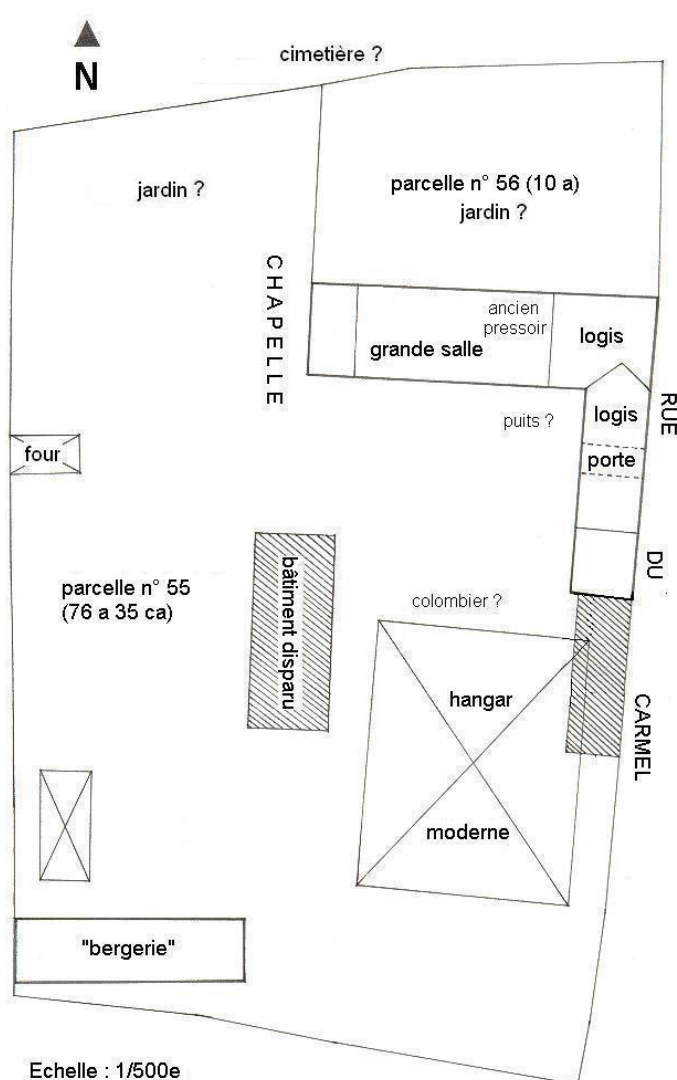 cimetière ?
N
jardin ?
parcelle n° 56 (10 a)
jardin ?
CHAPELLE
ancien
pressoir
grande salle
logis
RUE
puits ?
logis
porte
four
DU
bâtiment disparu
parcelle n° 55
(76 a 35 ca)
colombier ?
hangar
CARMEL
moderne
"bergerie"
Echelle : 1/500e